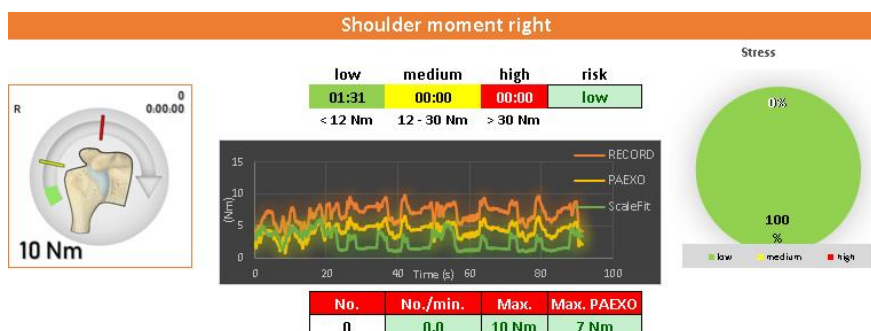 Shoulder moment right
Stress
low medium high risk
01:31 00:00 00:00 low
< 12 Nm 12 - 30 Nm > 30 Nm
R
0
0:00:00
10 Nm
0%
100
%
low medium high
15
10
5
0
(Nm)
RECORD
PAEXO
ScaleFit
0 20 40 Time (s) 60 80 100
No. No./min. Max. Max. PAEXO
0 0,0 10 Nm 7 Nm